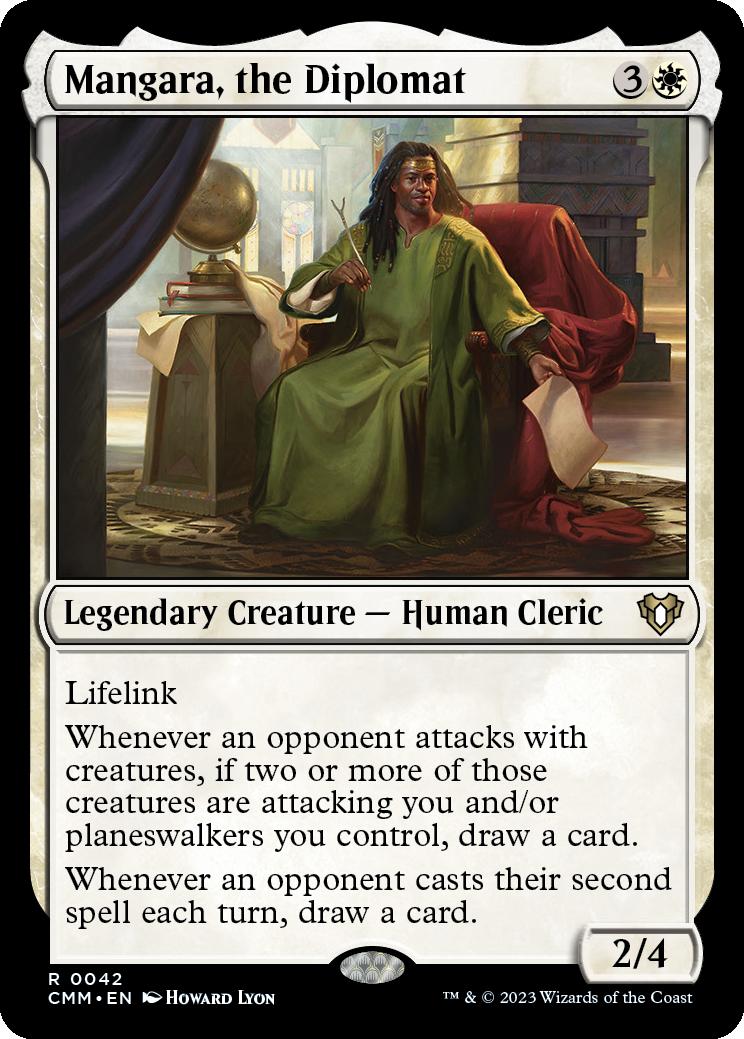 Mangara, the Diplomat 3
Legendary Creature — Human Cleric
Lifelink
Whenever an opponent attacks with
creatures, if two or more of those
creatures are attacking you and/or
planeswalkers you control, draw a card.
Whenever an opponent casts their second
spell each turn, draw a card.
2/4
R 0042
CMM • EN Howard Lyon
™ & © 2023 Wizards of the Coast